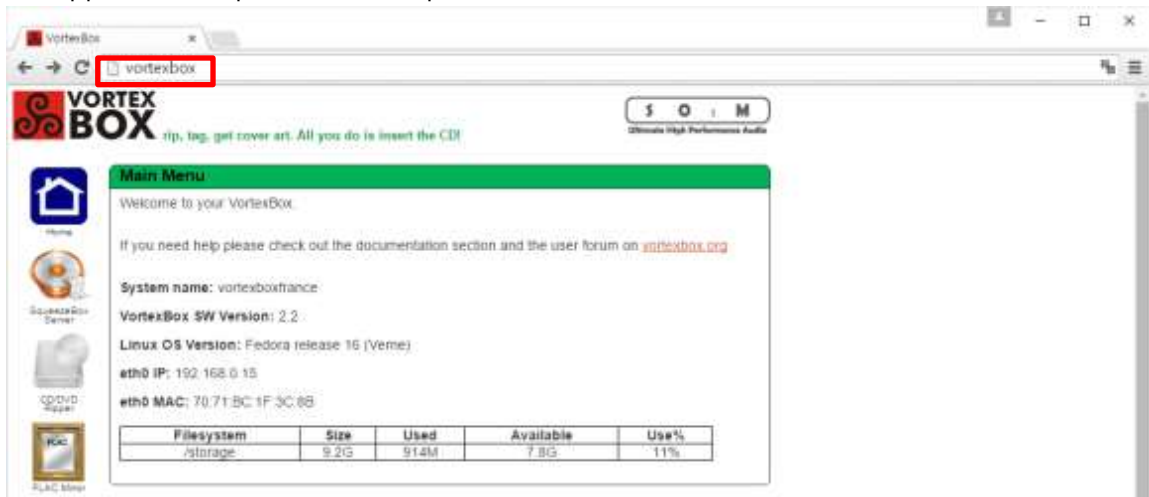 VortexBox
vortexbox
VORTEX
BOX rip, tag, get cover art. All you do is insert the CD!
SOtM
Ultimate High Performance Audio
Main Menu
Welcome to your VortexBox.
If you need help please check out the documentation section and the user forum on vortexbox.org
System name: vortexboxfrance
VortexBox SW Version: 2.2
Linux OS Version: Fedora release 16 (Verne)
eth0 IP: 192.168.0.15
eth0 MAC: 70:71:BC:1F:3C:8B
Filesystem Size Used Available Use%
/storage 9.2G 914M 7.8G 11%
Home
SqueezeBox
Server
CD/DVD
Ripper
FLAC Mirror